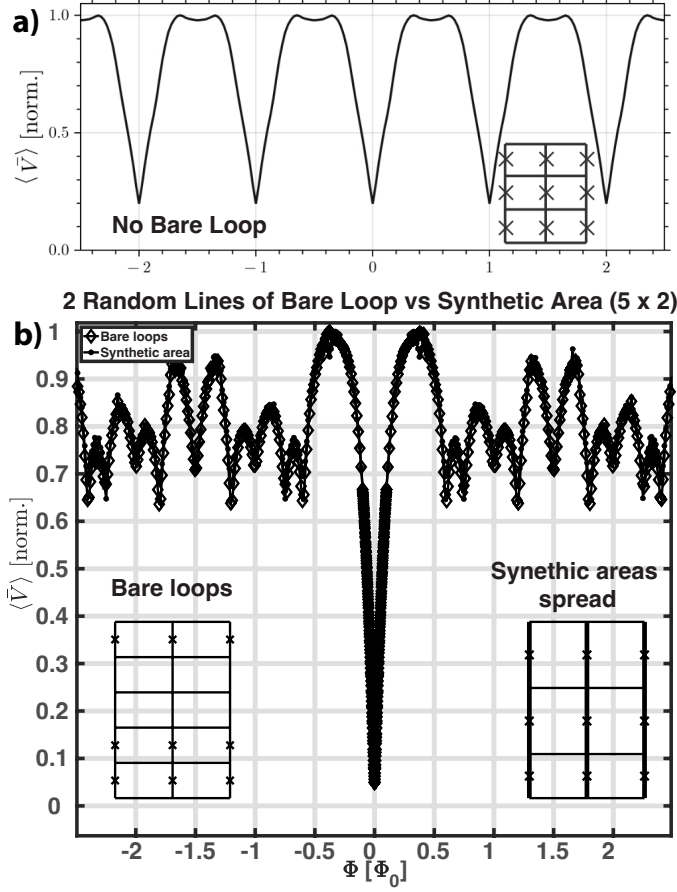 a)
1.0
0.5
0.0
⟨V̄⟩ [norm.]
No Bare Loop
−2
−1
0
1
2
2 Random Lines of Bare Loop vs Synthetic Area (5 x 2)
b)
Bare loops
Synthetic area
1
0.9
0.8
0.7
0.6
0.5
0.4
0.3
0.2
0.1
0
⟨V̄⟩ [norm.]
Bare loops
Synethic areas
spread
-2
-1.5
-1
-0.5
0
0.5
1
1.5
2
Φ [Φ0]